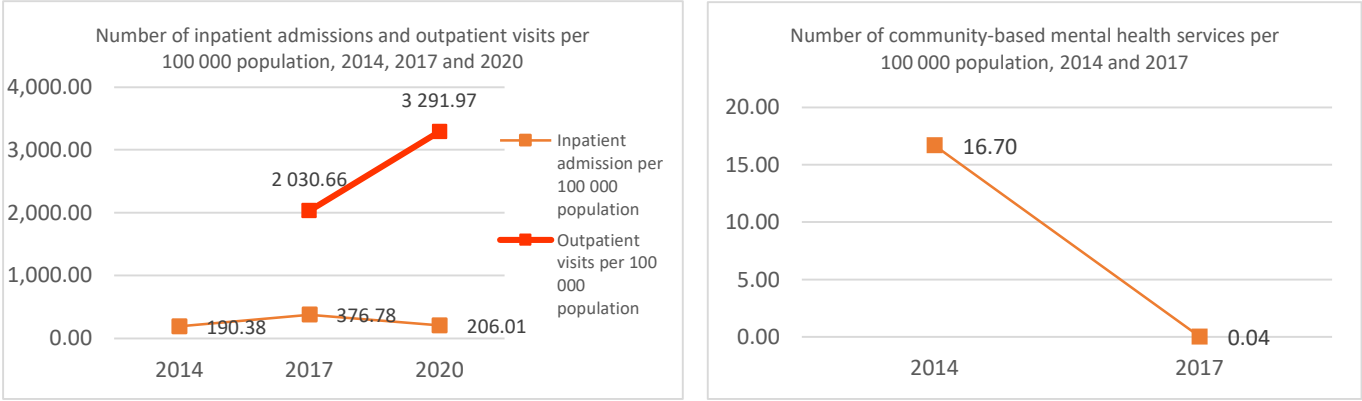 Number of inpatient admissions and outpatient visits per
100 000 population, 2014, 2017 and 2020
4,000.00
3,000.00
2,000.00
1,000.00
0.00
3 291.97
2 030.66
190.38
376.78
206.01
2014
2017
2020
Inpatient
admission per
100 000
population
Outpatient
visits per 100
000
population
Number of community-based mental health services per
100 000 population, 2014 and 2017
20.00
15.00
10.00
5.00
0.00
16.70
0.04
2014
2017